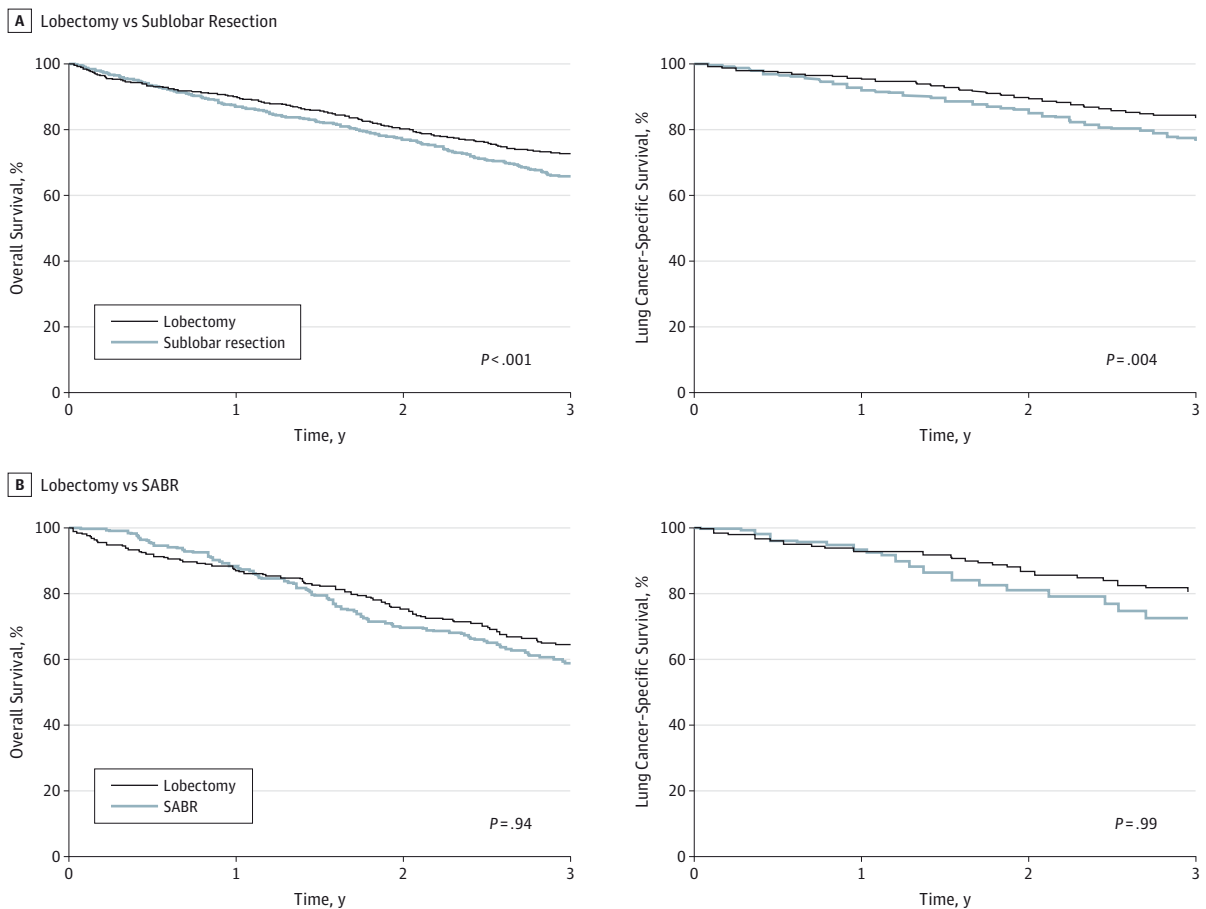 A Lobectomy vs Sublobar Resection
100
80
60
40
20
0
Overall Survival, %
Lobectomy
Sublobar resection
P < .001
0 1 2 3
Time, y
100
80
60
40
20
0
Lung Cancer-Specific Survival, %
P = .004
0 1 2 3
Time, y
B Lobectomy vs SABR
100
80
60
40
20
0
Overall Survival, %
Lobectomy
SABR
P = .94
0 1 2 3
Time, y
100
80
60
40
20
0
Lung Cancer-Specific Survival, %
P = .99
0 1 2 3
Time, y